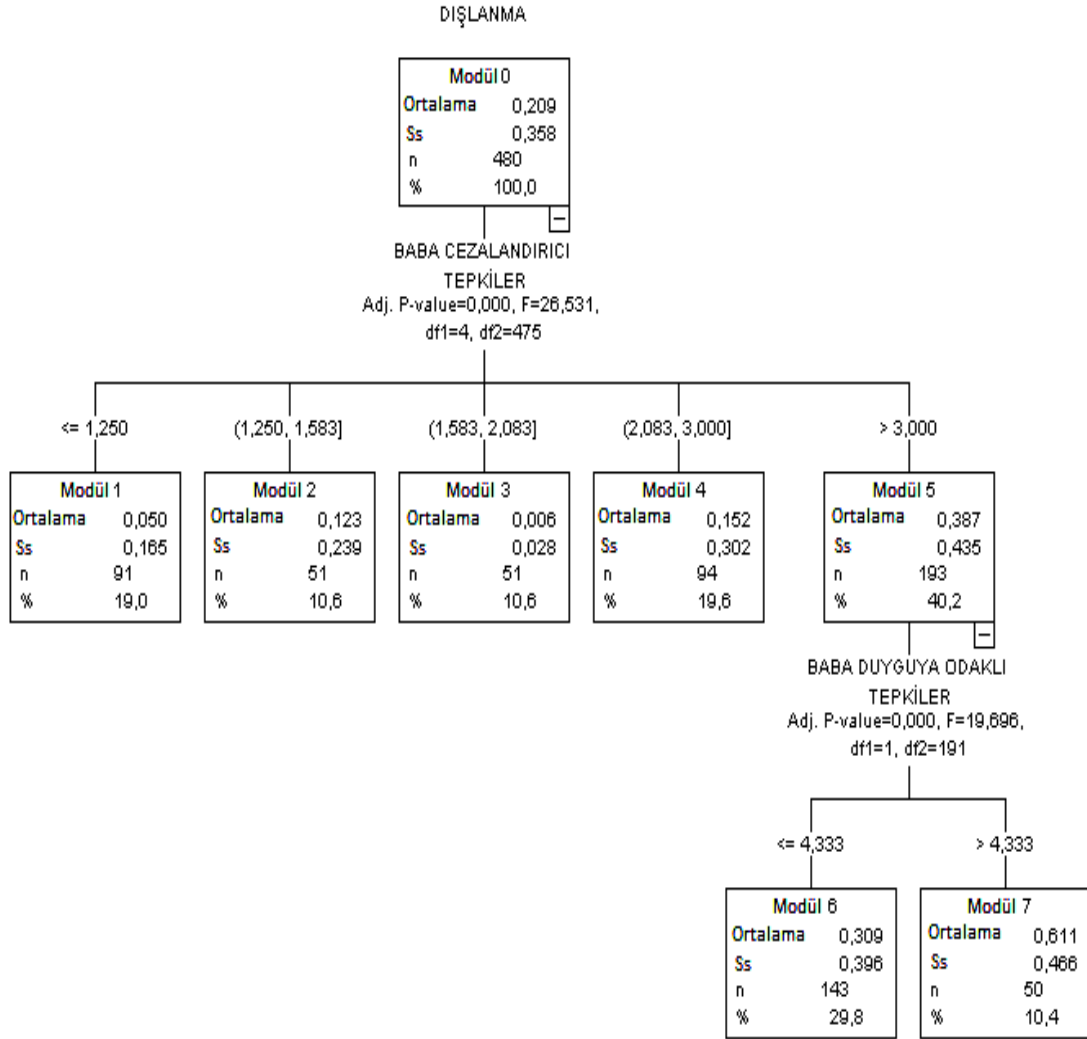 DIŞLANMA
Modül 0
Ortalama 0,209
Ss 0,358
n 480
% 100,0
BABA CEZALANDIRICI
TEPKİLER
Adj. P-value=0,000, F=26,531,
df1=4, df2=475
<= 1,250
(1,250, 1,583]
(1,583, 2,083]
(2,083, 3,000]
> 3,000
Modül 1
Ortalama 0,050
Ss 0,165
n 91
% 19,0
Modül 2
Ortalama 0,123
Ss 0,239
n 51
% 10,6
Modül 3
Ortalama 0,006
Ss 0,028
n 51
% 10,6
Modül 4
Ortalama 0,152
Ss 0,302
n 94
% 19,6
Modül 5
Ortalama 0,387
Ss 0,435
n 193
% 40,2
BABA DUYGUYA ODAKLI
TEPKİLER
Adj. P-value=0,000, F=19,696,
df1=1, df2=191
<= 4,333
> 4,333
Modül 6
Ortalama 0,309
Ss 0,396
n 143
% 29,8
Modül 7
Ortalama 0,611
Ss 0,466
n 50
% 10,4